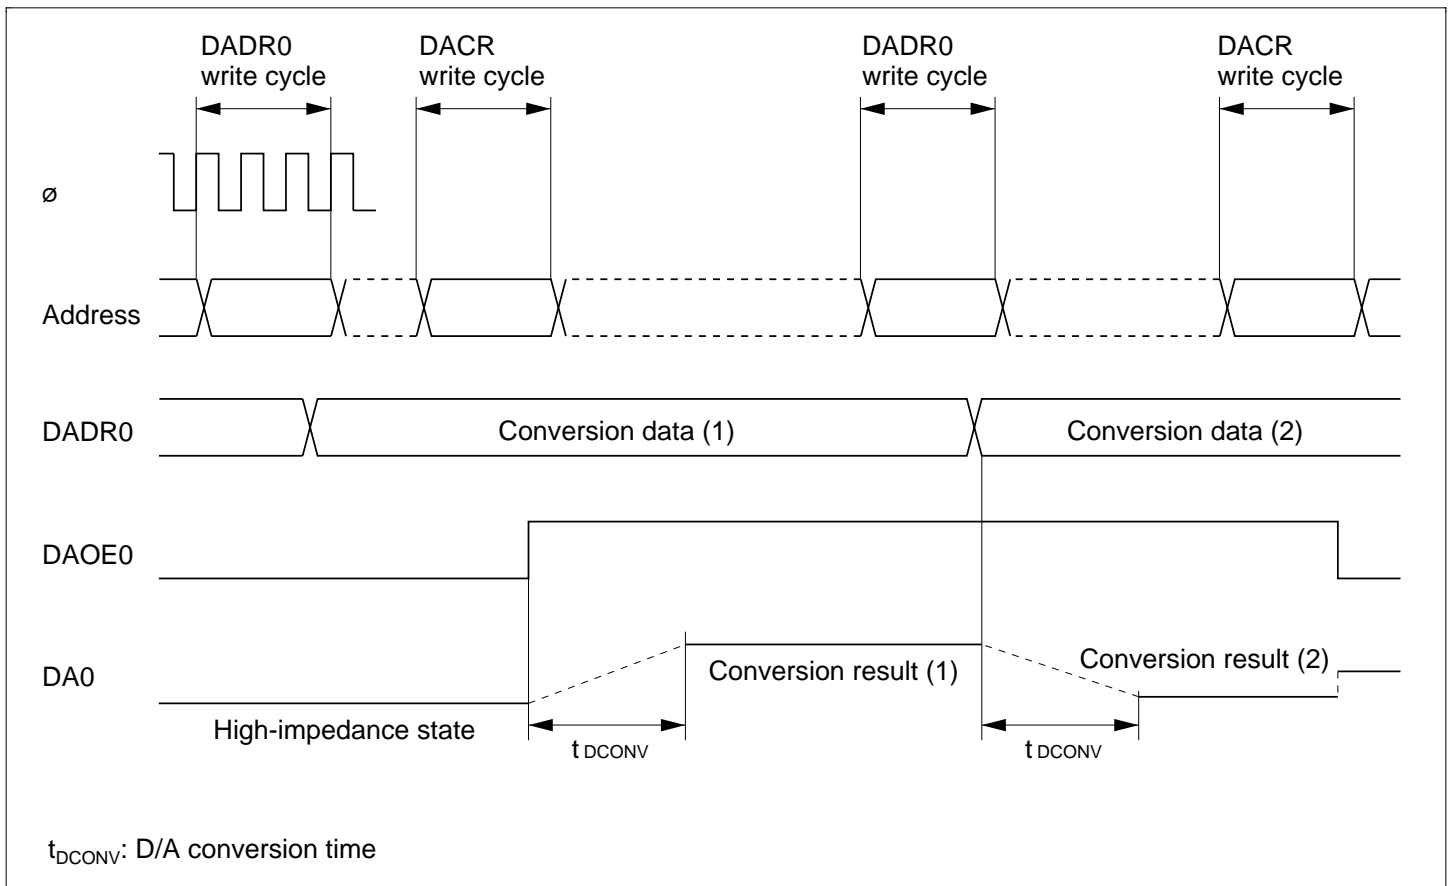 DADR0
write cycle
DACR
write cycle
DADR0
write cycle
DACR
write cycle
ø
Address
DADR0
Conversion data (1)
Conversion data (2)
DAOE0
DA0
Conversion result (1)
Conversion result (2)
High-impedance state
t DCONV
t DCONV
tDCONV: D/A conversion time